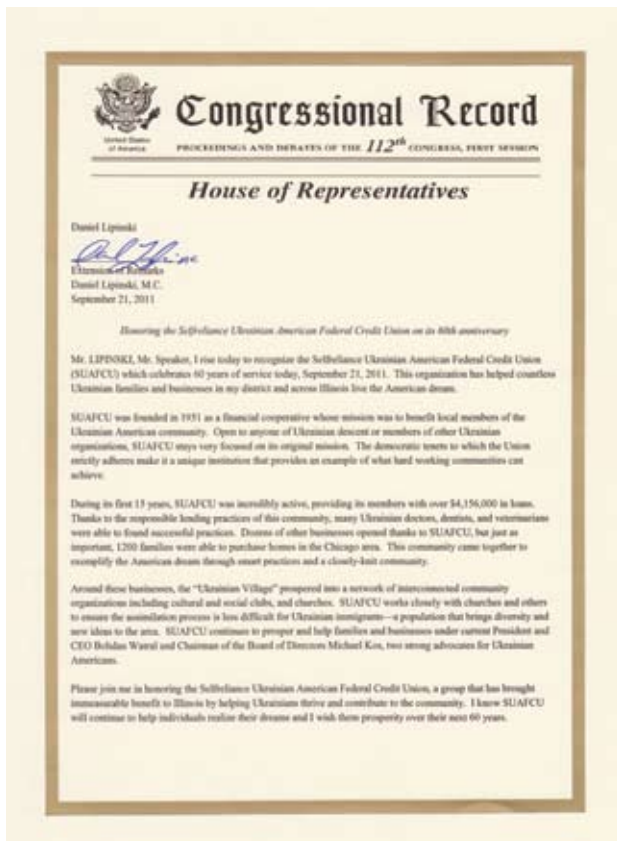 Congressional Record
United States
of America
PROCEEDINGS AND DEBATES OF THE 112th CONGRESS, FIRST SESSION
House of Representatives
Daniel Lipinski
Extension of Remarks
Daniel Lipinski, M.C.
September 21, 2011
Honoring the Selfreliance Ukrainian American Federal Credit Union on its 60th anniversary
Mr. LIPINSKI, Mr. Speaker, I rise today to recognize the Selfreliance Ukrainian American Federal Credit Union
(SUAFCU) which celebrates 60 years of service today, September 21, 2011. This organization has helped countless
Ukrainian families and businesses in my district and across Illinois live the American dream.
SUAFCU was founded in 1951 as a financial cooperative whose mission was to benefit local members of the
Ukrainian American community. Open to anyone of Ukrainian descent or members of other Ukrainian
organizations, SUAFCU stays very focused on its original mission. The democratic tenets to which the Union
strictly adheres make it a unique institution that provides an example of what hard working communities can
achieve.
During its first 15 years, SUAFCU was incredibly active, providing its members with over $4,156,000 in loans.
Thanks to the responsible lending practices of this community, many Ukrainian doctors, dentists, and veterinarians
were able to found successful practices. Dozens of other businesses opened thanks to SUAFCU, but just as
important, 1200 families were able to purchase homes in the Chicago area. This community came together to
exemplify the American dream through smart practices and a closely-knit community.
Around these businesses, the "Ukrainian Village" prospered into a network of interconnected community
organizations including cultural and social clubs, and churches. SUAFCU works closely with churches and others
to ensure the assimilation process is less difficult for Ukrainian immigrants—a population that brings diversity and
new ideas to the area. SUAFCU continues to prosper and help families and businesses under current President and
CEO Bohdan Watral and Chairman of the Board of Directors Michael Kos, two strong advocates for Ukrainian
Americans.
Please join me in honoring the Selfreliance Ukrainian American Federal Credit Union, a group that has brought
immeasurable benefit to Illinois by helping Ukrainians thrive and contribute to the community. I know SUAFCU
will continue to help individuals realize their dreams and I wish them prosperity over their next 60 years.